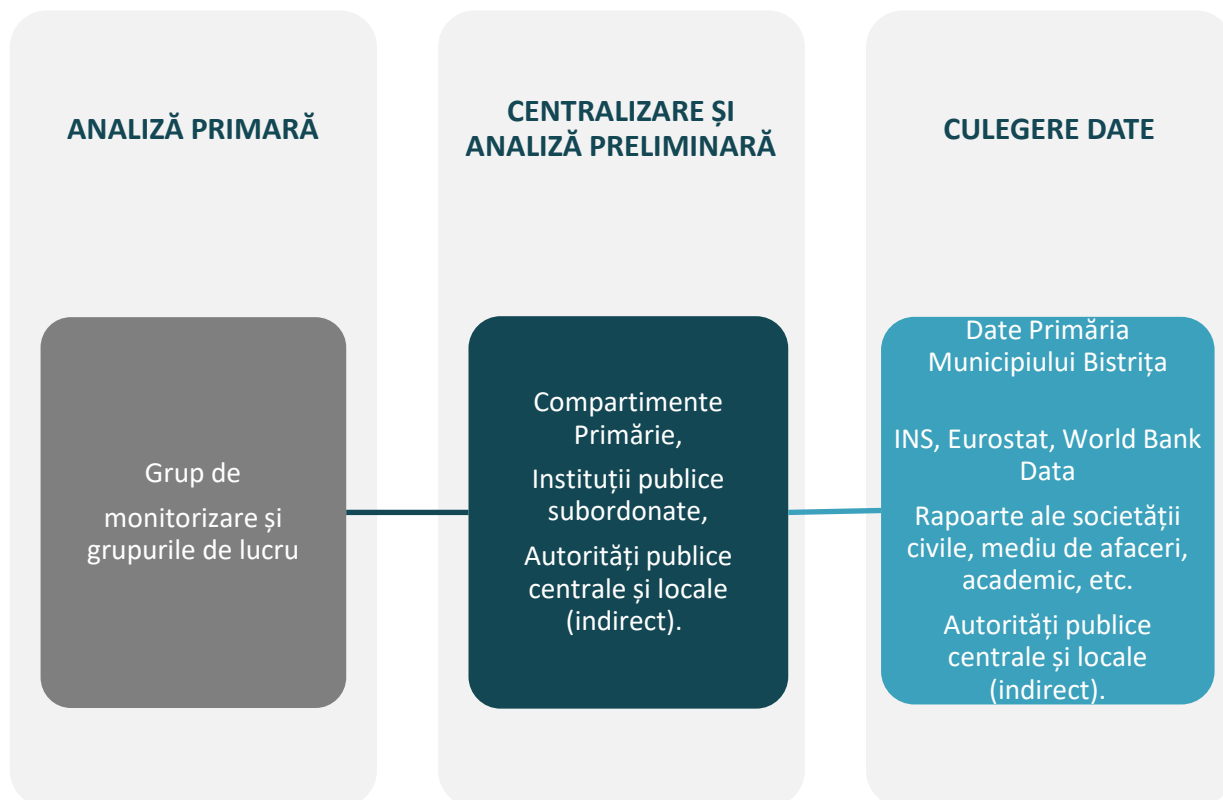 ANALIZĂ PRIMARĂ
Grup de
monitorizare și
grupurile de lucru
CENTRALIZARE ȘI
ANALIZĂ PRELIMINARĂ
Compartimente
Primărie,
Instituții publice
subordonate,
Autorități publice
centrale și locale
(indirect).
CULEGERE DATE
Date Primăria
Municipiului Bistrița
INS, Eurostat, World Bank
Data
Rapoarte ale societății
civile, mediu de afaceri,
academic, etc.
Autorități publice
centrale și locale
(indirect).